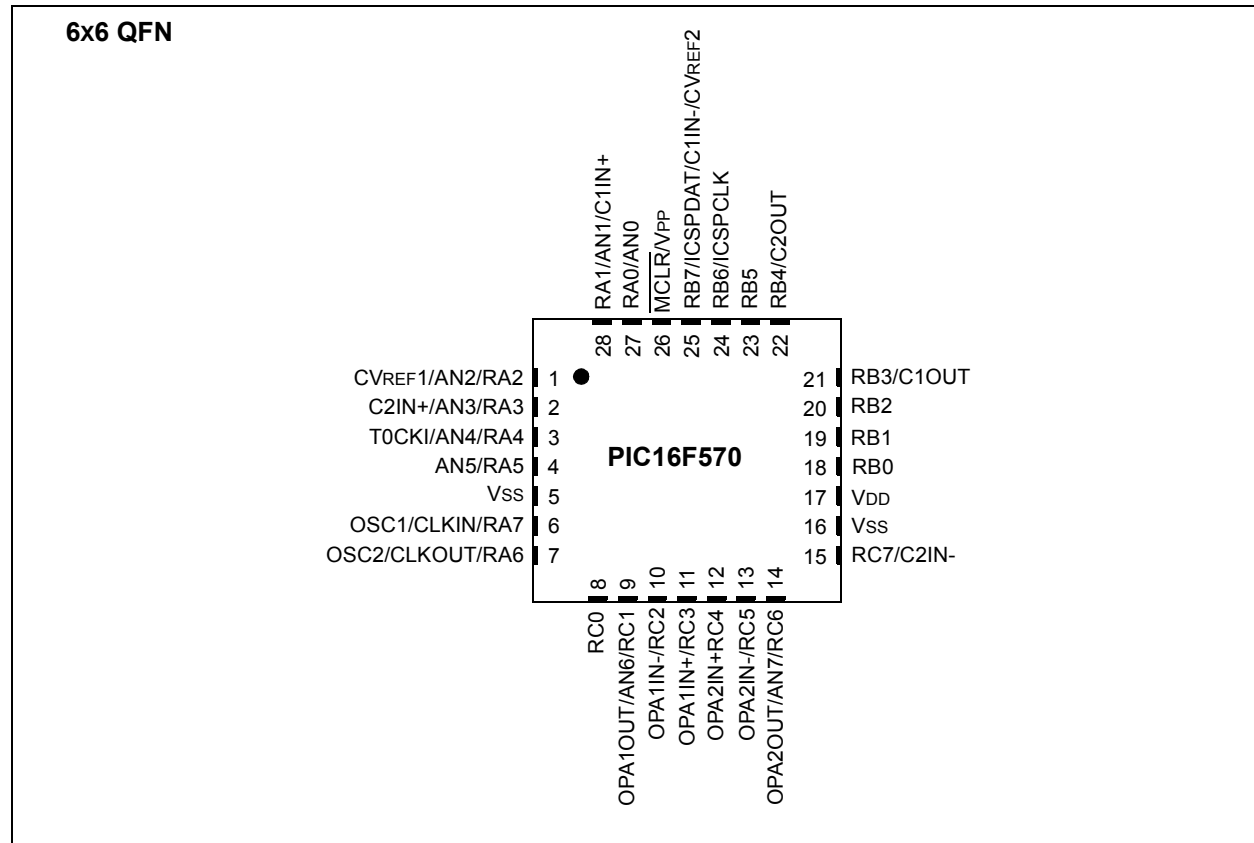 6x6 QFN
RA1/AN1/C1IN+
RA0/AN0
MCLR/VPP
RB7/ICSPDAT/C1IN-/CVREF2
RB6/ICSPCLK
RB5
RB4/C2OUT
28
27
26
25
24
23
22
CVREF1/AN2/RA2 1
C2IN+/AN3/RA3 2
T0CKI/AN4/RA4 3
AN5/RA5 4
VSS 5
OSC1/CLKIN/RA7 6
OSC2/CLKOUT/RA6 7
PIC16F570
21 RB3/C1OUT
20 RB2
19 RB1
18 RB0
17 VDD
16 VSS
15 RC7/C2IN-
8
9
10
11
12
13
14
RC0
OPA1OUT/AN6/RC1
OPA1IN-/RC2
OPA1IN+/RC3
OPA2IN+RC4
OPA2IN-/RC5
OPA2OUT/AN7/RC6